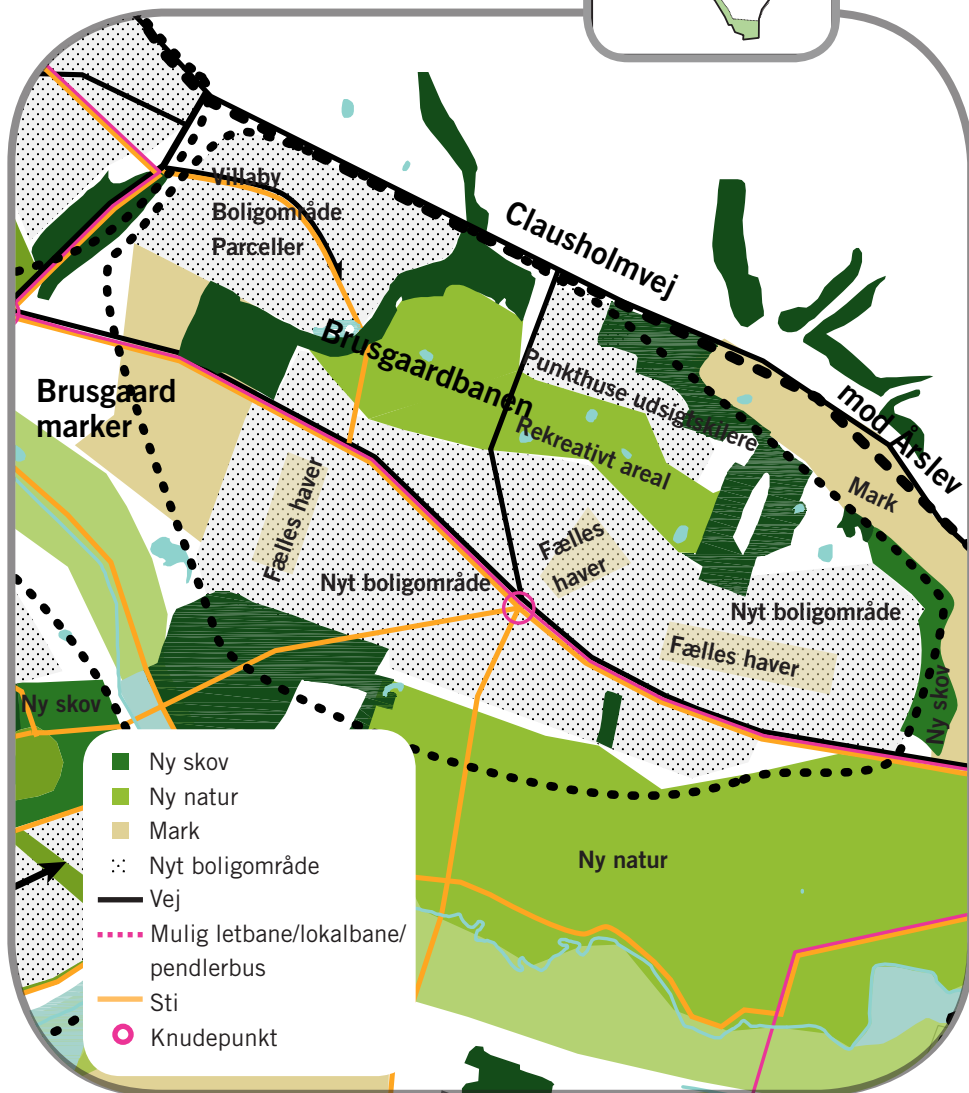 Villaby
Boligområde
Parceller
Clausholmvej
mod Årslev
Brusgaardbanen
Punkthuse udsigtskilere
Rekreativt areal
Mark
Brusgaard
marker
Fælles haver
Fælles
haver
Nyt boligområde
Nyt boligområde
Fælles haver
Ny skov
Ny skov
Ny natur
Ny skov
Ny natur
Mark
Nyt boligområde
Vej
Mulig letbane/lokalbane/
pendlerbus
Sti
Knudepunkt